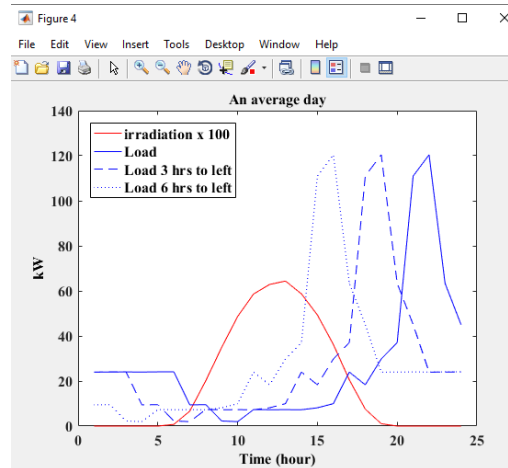 Figure 4
File Edit View Insert Tools Desktop Window Help
An average day
irradiation x 100
Load
Load 3 hrs to left
Load 6 hrs to left
140
120
100
80
60
40
20
0
kW
0 5 10 15 20 25
Time (hour)